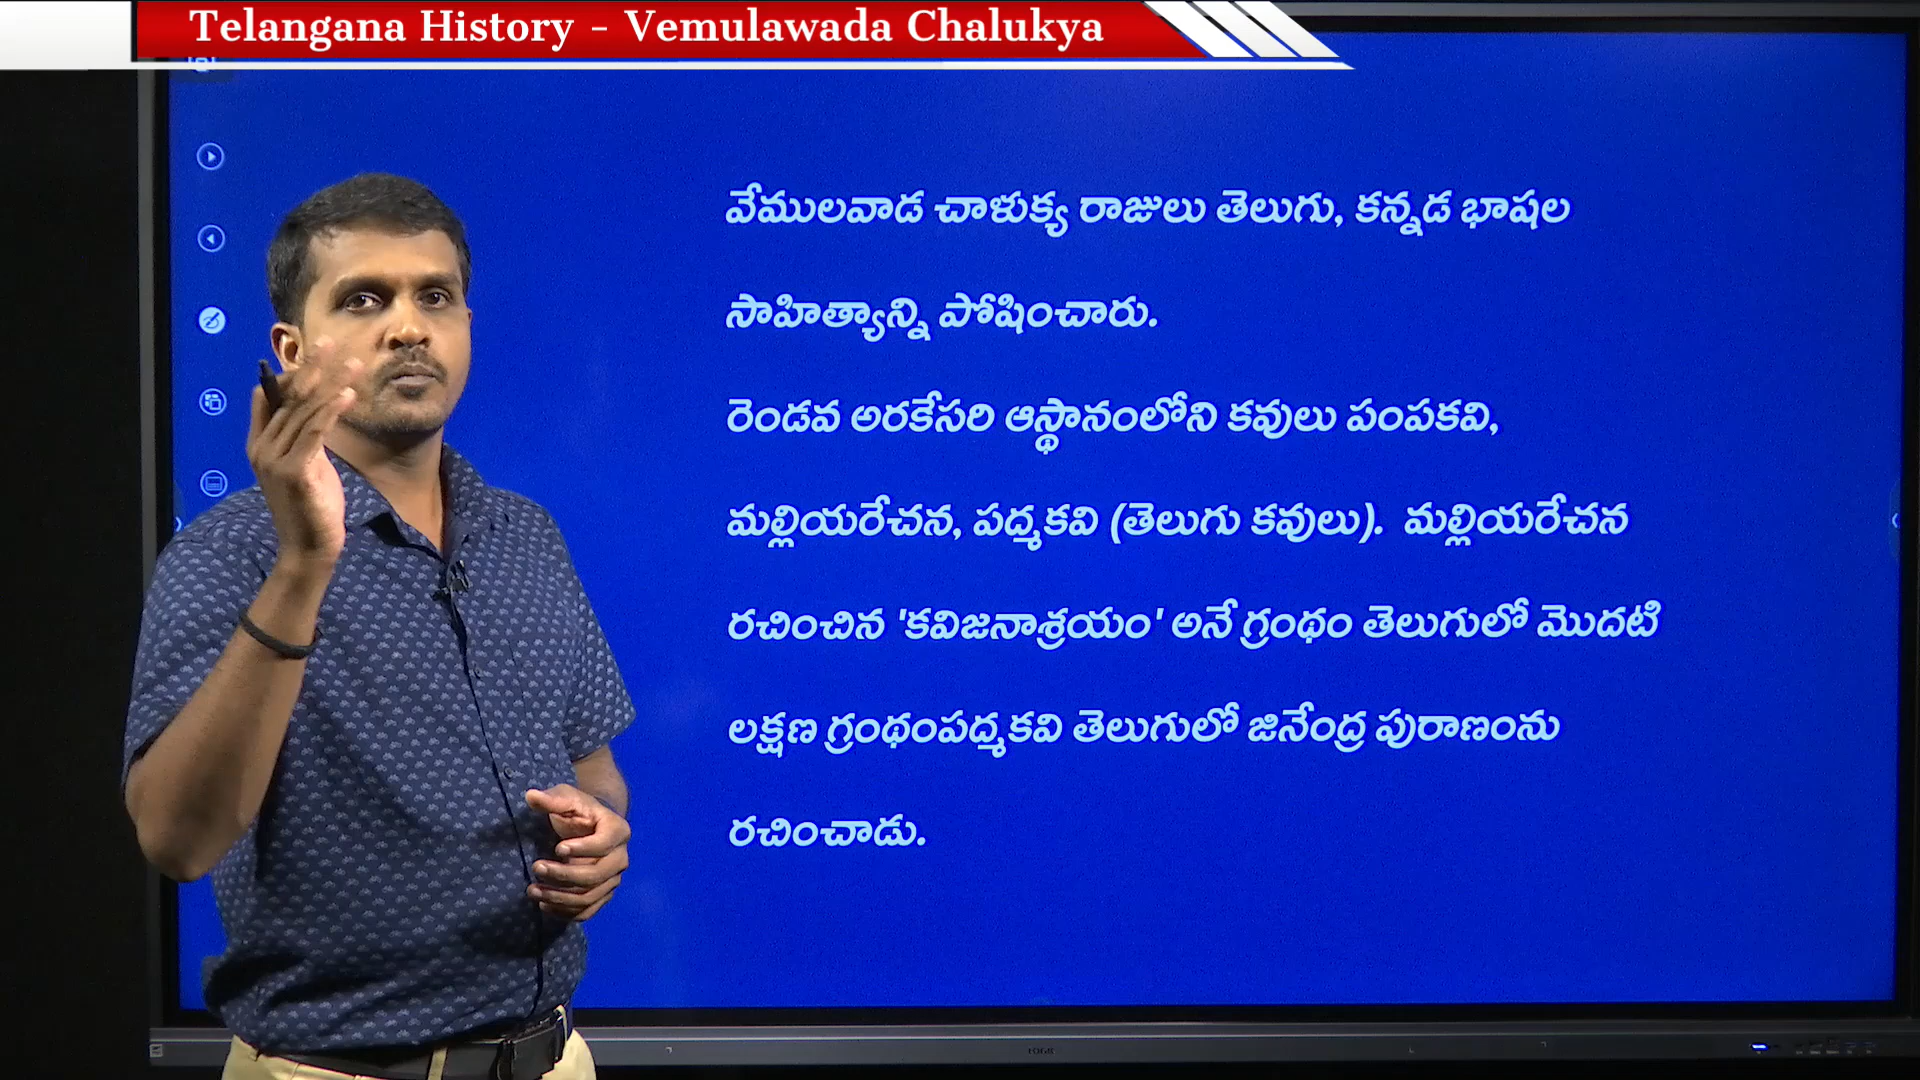 Telangana History - Vemulawada Chalukya
వేములవాడ చాళుక్య రాజులు తెలుగు, కన్నడ భాషల
సాహిత్యాన్ని పోషించారు.
రెండవ అరకేసరి ఆస్థానంలోని కవులు పంపకవి,
మల్లియరేచన, పద్మకవి (తెలుగు కవులు). మల్లియరేచన
రచించిన 'కవిజనాశ్రయం' అనే గ్రంథం తెలుగులో మొదటి
లక్షణ గ్రంథంపద్మకవి తెలుగులో జినేంద్ర పురాణంను
రచించాడు.